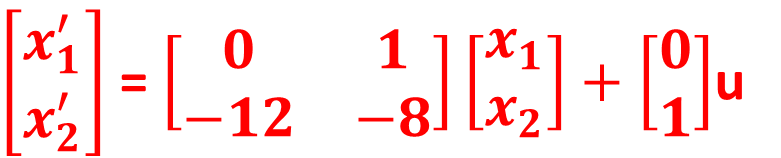 [x′₁ x′₂] = [0 1 −12 −8] [x₁ x₂] + [0 1] u